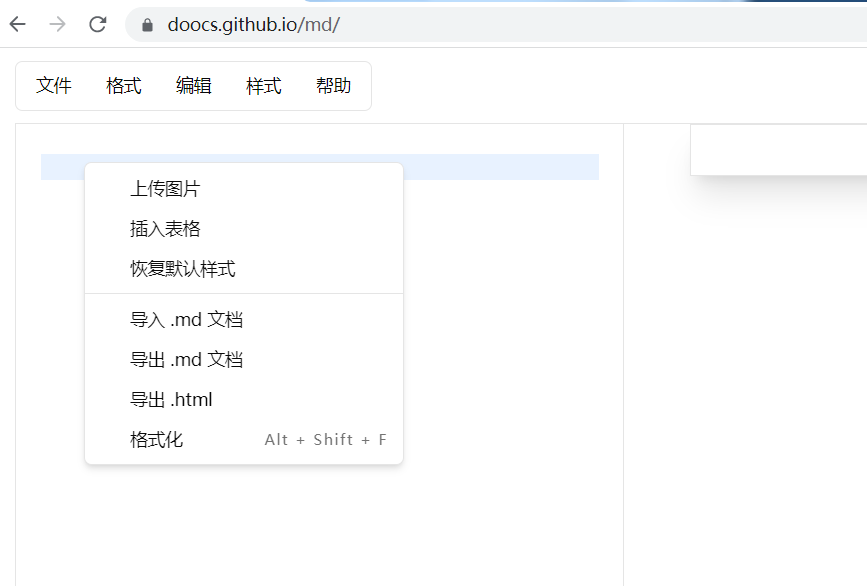 doocs.github.io/md/
文件 格式 编辑 样式 帮助
上传图片
插入表格
恢复默认样式
导入 .md 文档
导出 .md 文档
导出 .html
格式化 Alt + Shift + F